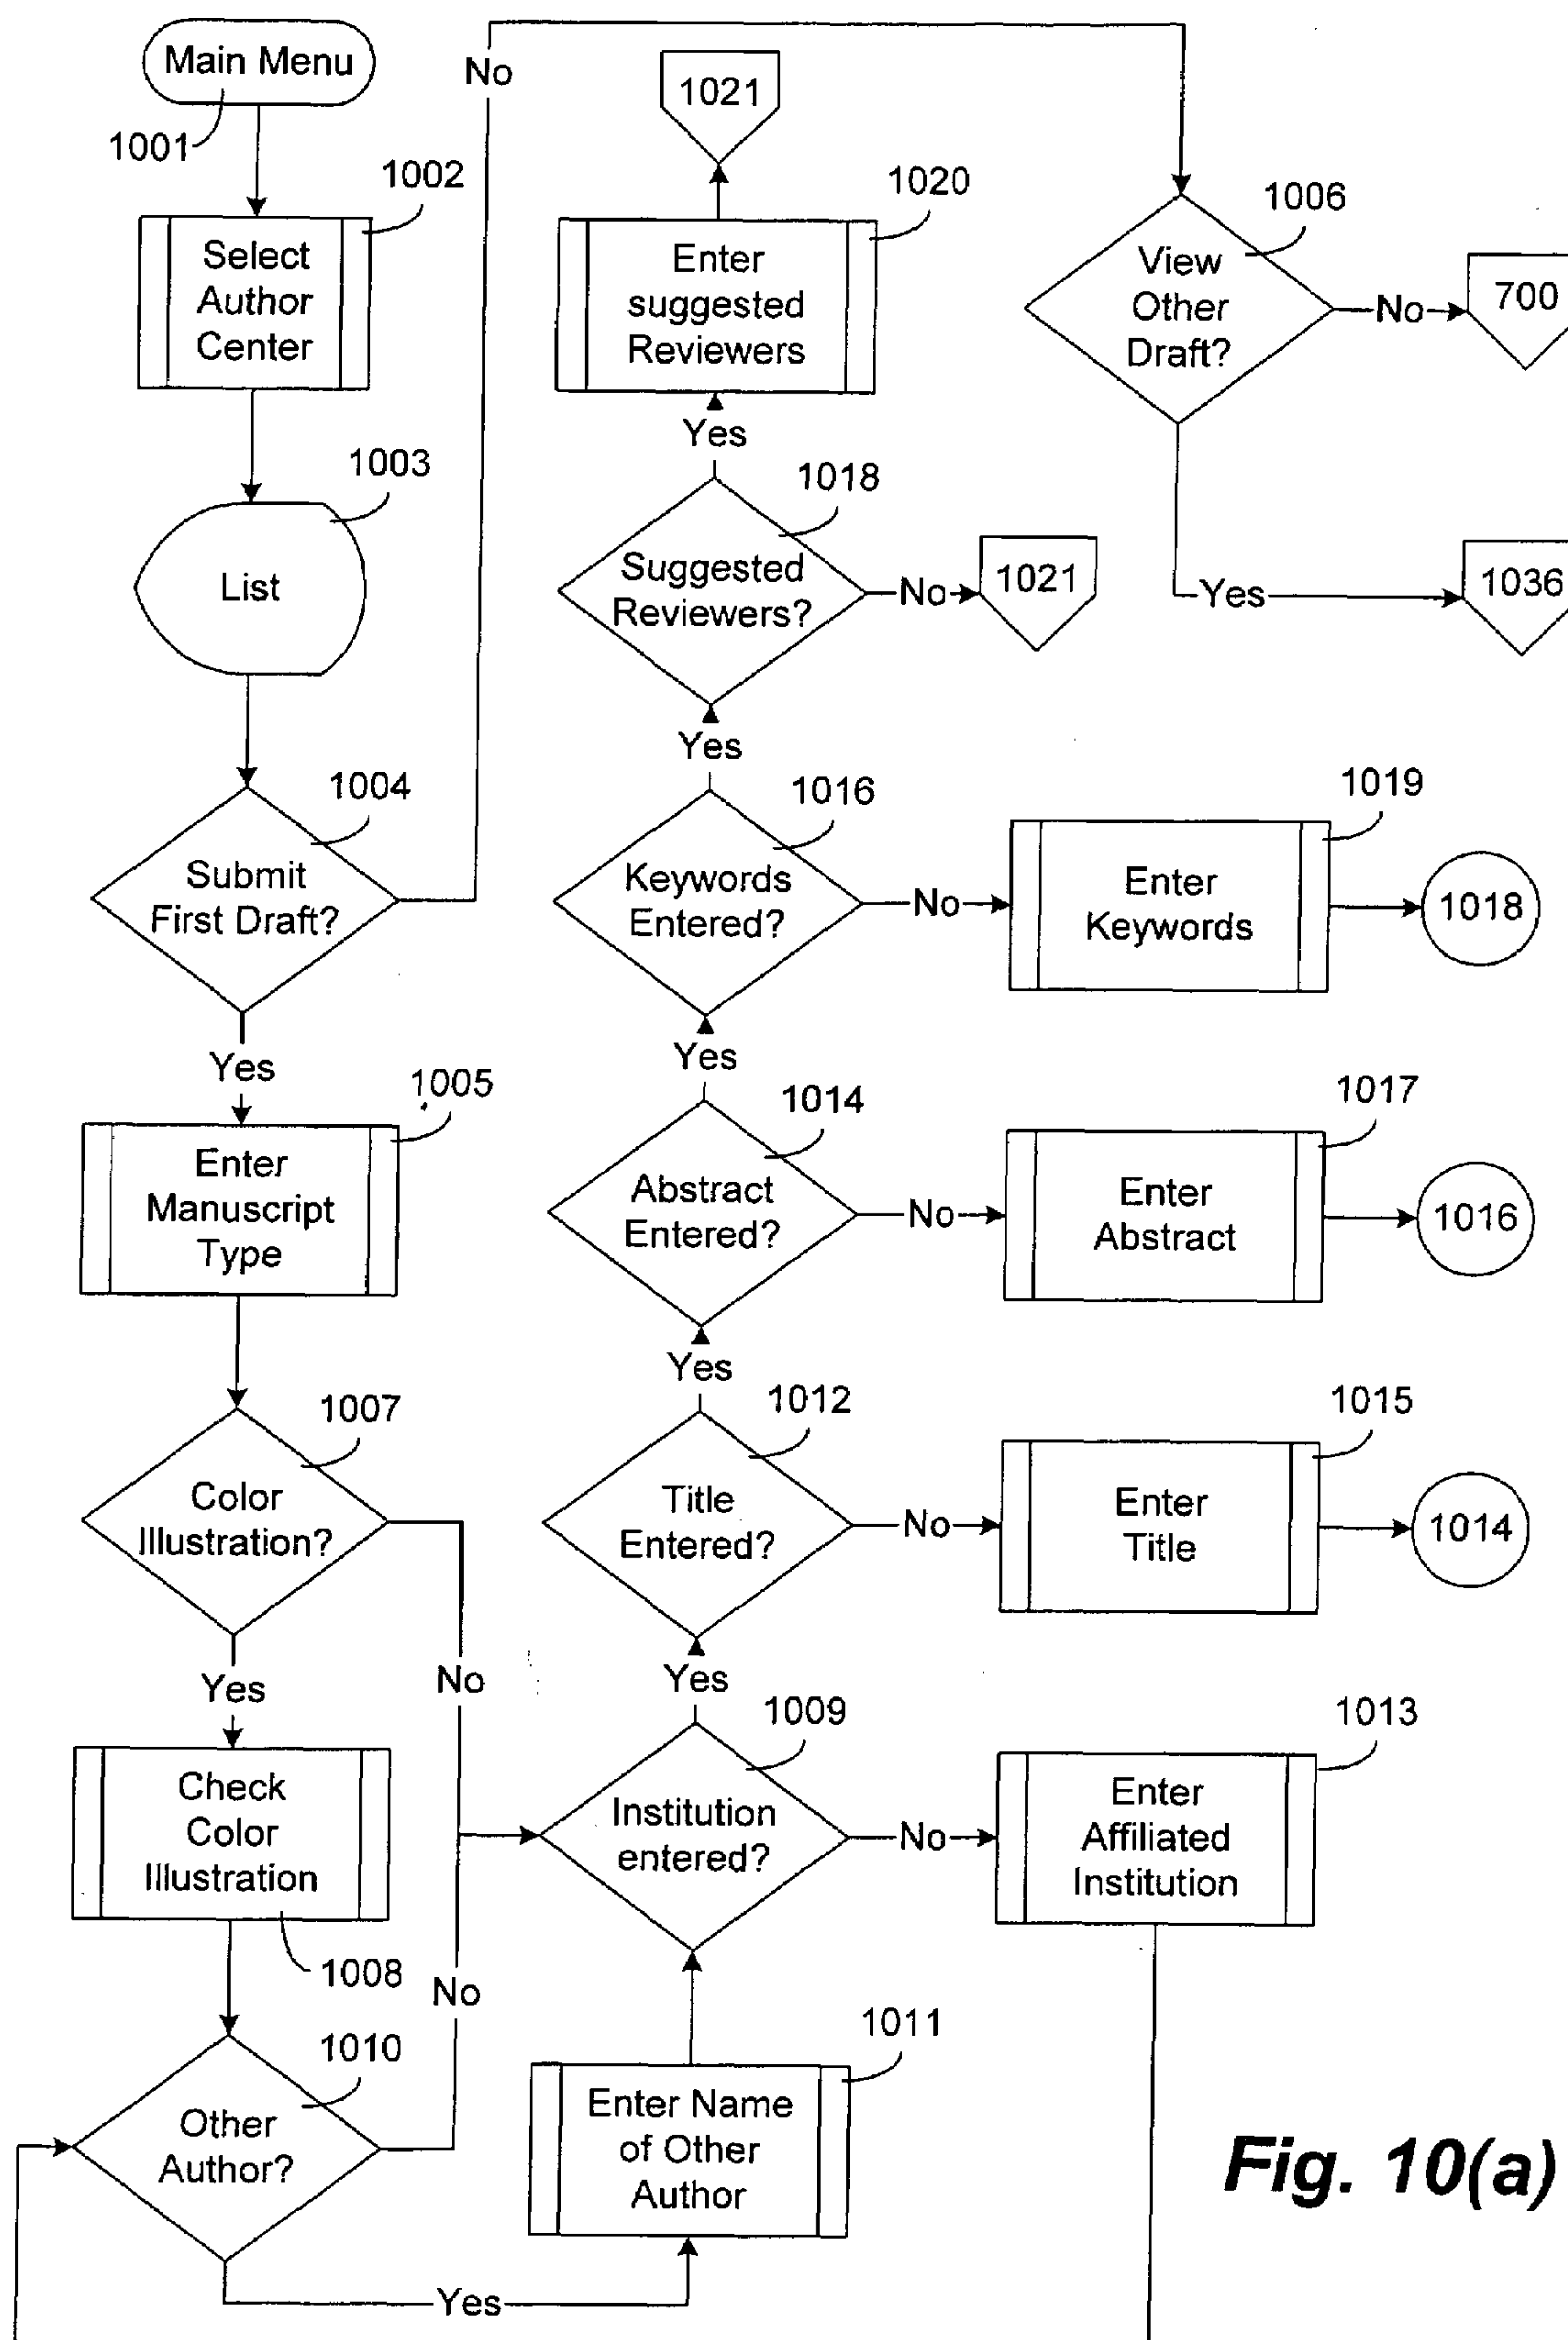 Main Menu
1001
1002
Select
Author
Center
1003
List
1004
Submit
First Draft?
No
Yes
1005
Enter
Manuscript
Type
1007
Color
Illustration?
No
Yes
Check
Color
Illustration
1008
1010
Other
Author?
No
Yes
1011
Enter Name
of Other
Author
1009
Institution
entered?
No
1013
Enter
Affiliated
Institution
Yes
1012
Title
Entered?
No
1015
Enter
Title
1014
Yes
1014
Abstract
Entered?
No
1017
Enter
Abstract
1016
Yes
1016
Keywords
Entered?
No
1019
Enter
Keywords
1018
Yes
1018
Suggested
Reviewers?
No
1021
Yes
1020
Enter
suggested
Reviewers
1021
1006
View
Other
Draft?
No
700
Yes
1036
Fig. 10(a)